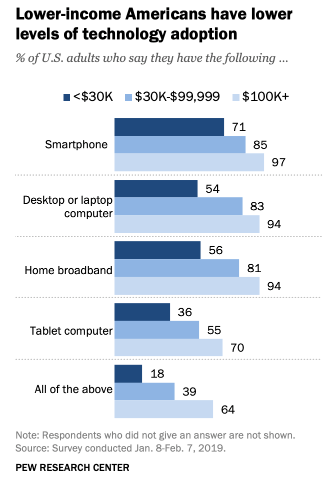 Lower-income Americans have lower
levels of technology adoption
% of U.S. adults who say they have the following ...
<$30K $30K-$99,999 $100K+
Smartphone
71
85
97
Desktop or laptop
computer
54
83
94
Home broadband
56
81
94
Tablet computer
36
55
70
All of the above
18
39
64
Note: Respondents who did not give an answer are not shown.
Source: Survey conducted Jan. 8-Feb. 7, 2019.
PEW RESEARCH CENTER